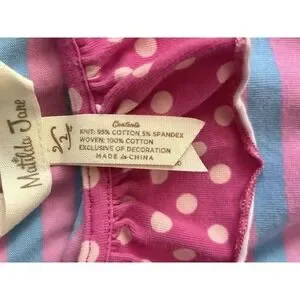 Matilda Jane
Contents
KNIT: 95% COTTON 5% SPANDEX
WOVEN: 100% COTTON
EXCLUSIVE OF DECORATION
MADE IN CHINA